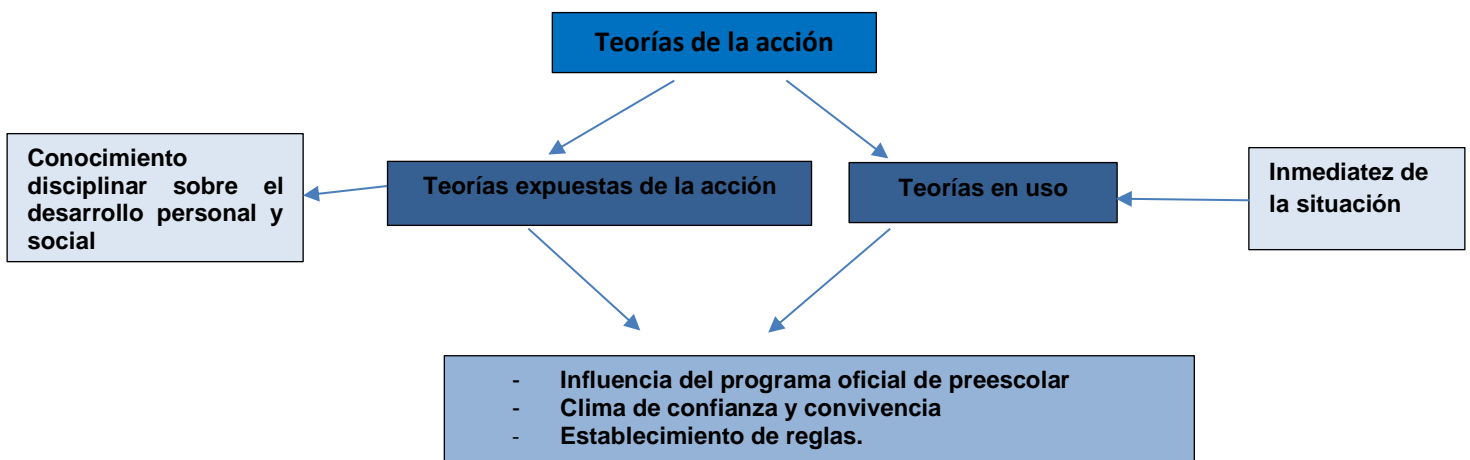 Teorías de la acción
Conocimiento
disciplinar sobre el
desarrollo personal y
social
Teorías expuestas de la acción
Teorías en uso
Inmediatez de
la situación
- Influencia del programa oficial de preescolar
- Clima de confianza y convivencia
- Establecimiento de reglas.